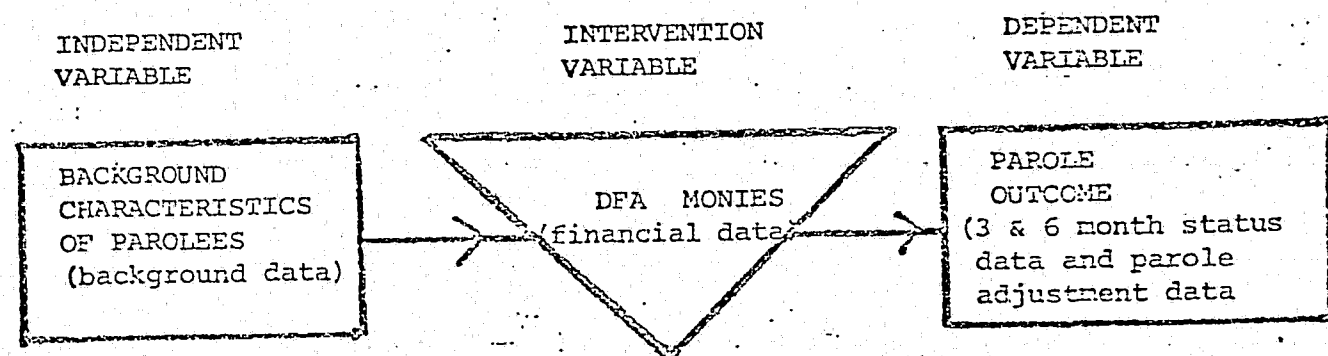 INDEPENDENT
VARIABLE
INTERVENTION
VARIABLE
DEPENDENT
VARIABLE
BACKGROUND
CHARACTERISTICS
OF PAROLEES
(background data)
DFA MONIES
(financial data)
PAROLE
OUTCOME
(3 & 6 month status
data and parole
adjustment data